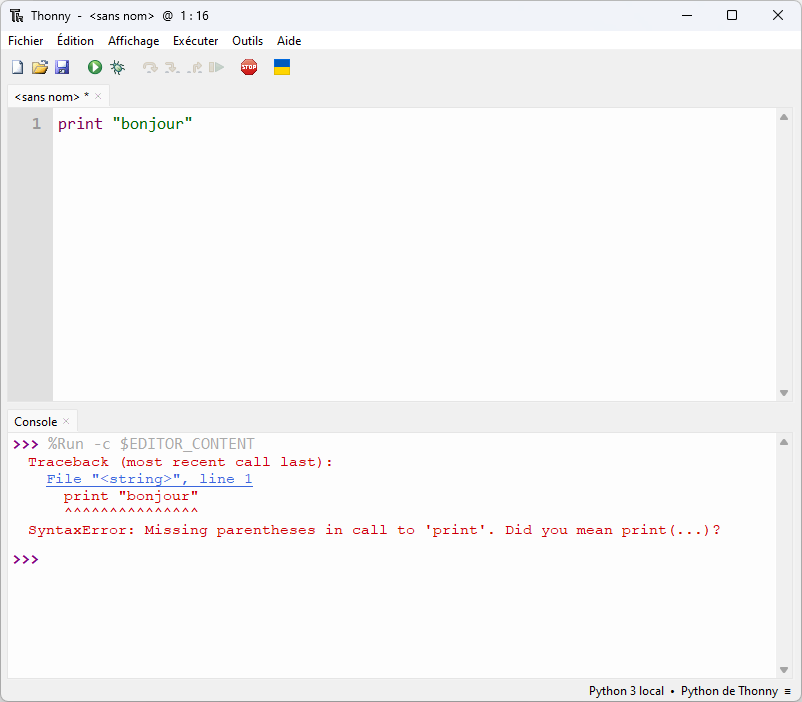 Thonny - <sans nom> @ 1 : 16
Fichier Édition Affichage Exécuter Outils Aide
STOP
<sans nom> * ×
1 print "bonjour"
Console ×
>>> %Run -c $EDITOR_CONTENT
Traceback (most recent call last):
File "<string>", line 1
print "bonjour"
^^^^^^^^^^^^^^^
SyntaxError: Missing parentheses in call to 'print'. Did you mean print(...)?
>>>
Python 3 local • Python de Thonny ≡